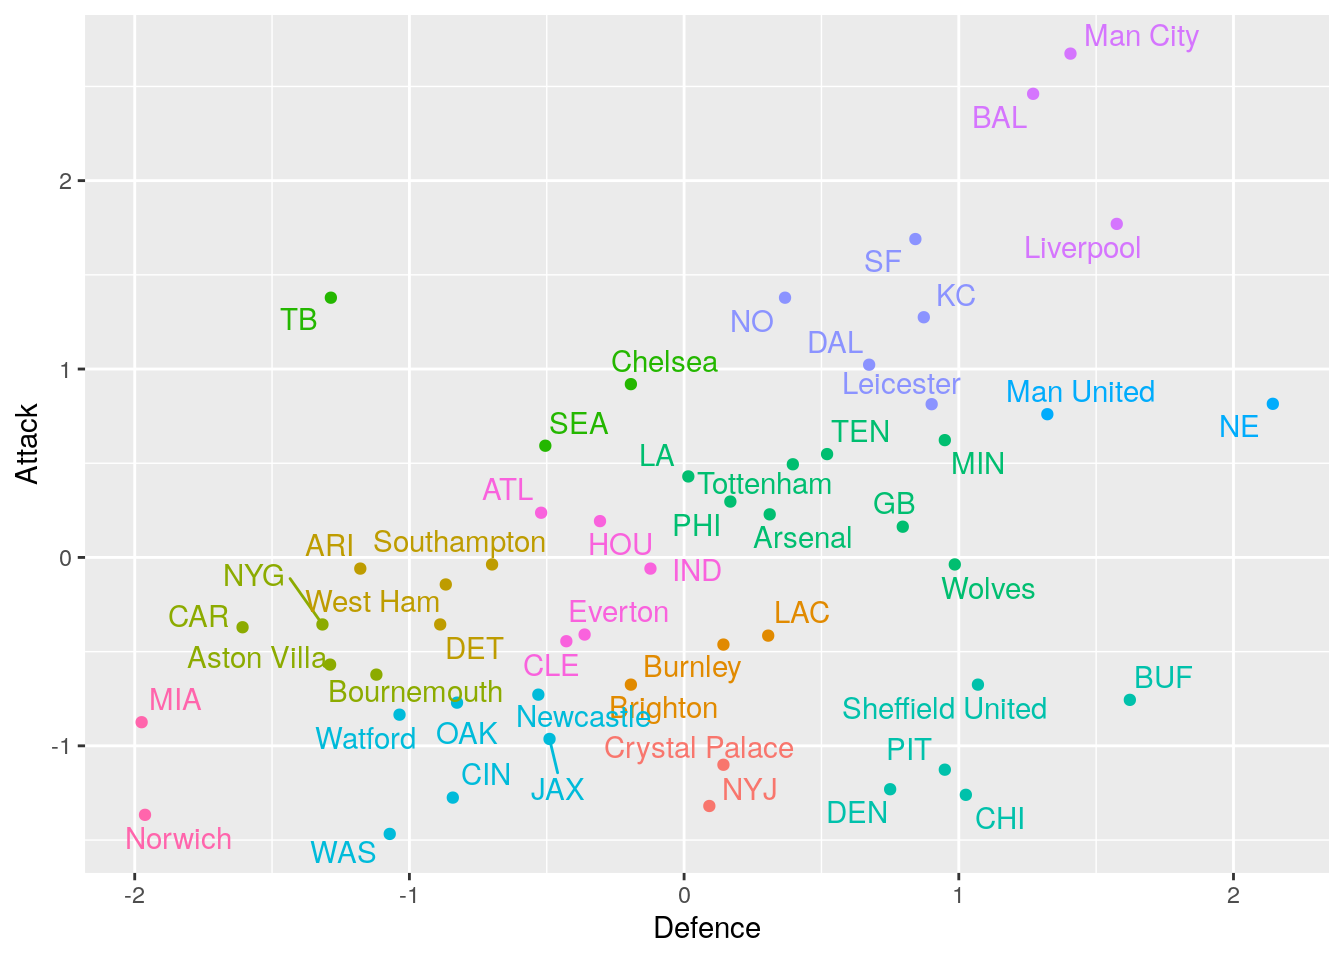 Man City
BAL
2
Liverpool
SF
KC
NO
TB
DAL
Chelsea
1
Leicester
Man United
SEA
TEN
NE
Attack
LA
MIN
Tottenham
ATL
GB
PHI
Arsenal
ARI
Southampton
HOU
0
NYG
IND
Wolves
West Ham
CAR
Everton
LAC
DET
Aston Villa
CLE
Burnley
BUF
MIA
Bournemouth
Newcastle
Brighton
Sheffield United
Watford
OAK
-1
Crystal Palace
PIT
CIN
JAX
NYJ
DEN
CHI
Norwich
WAS
-2
-1
0
1
2
Defence